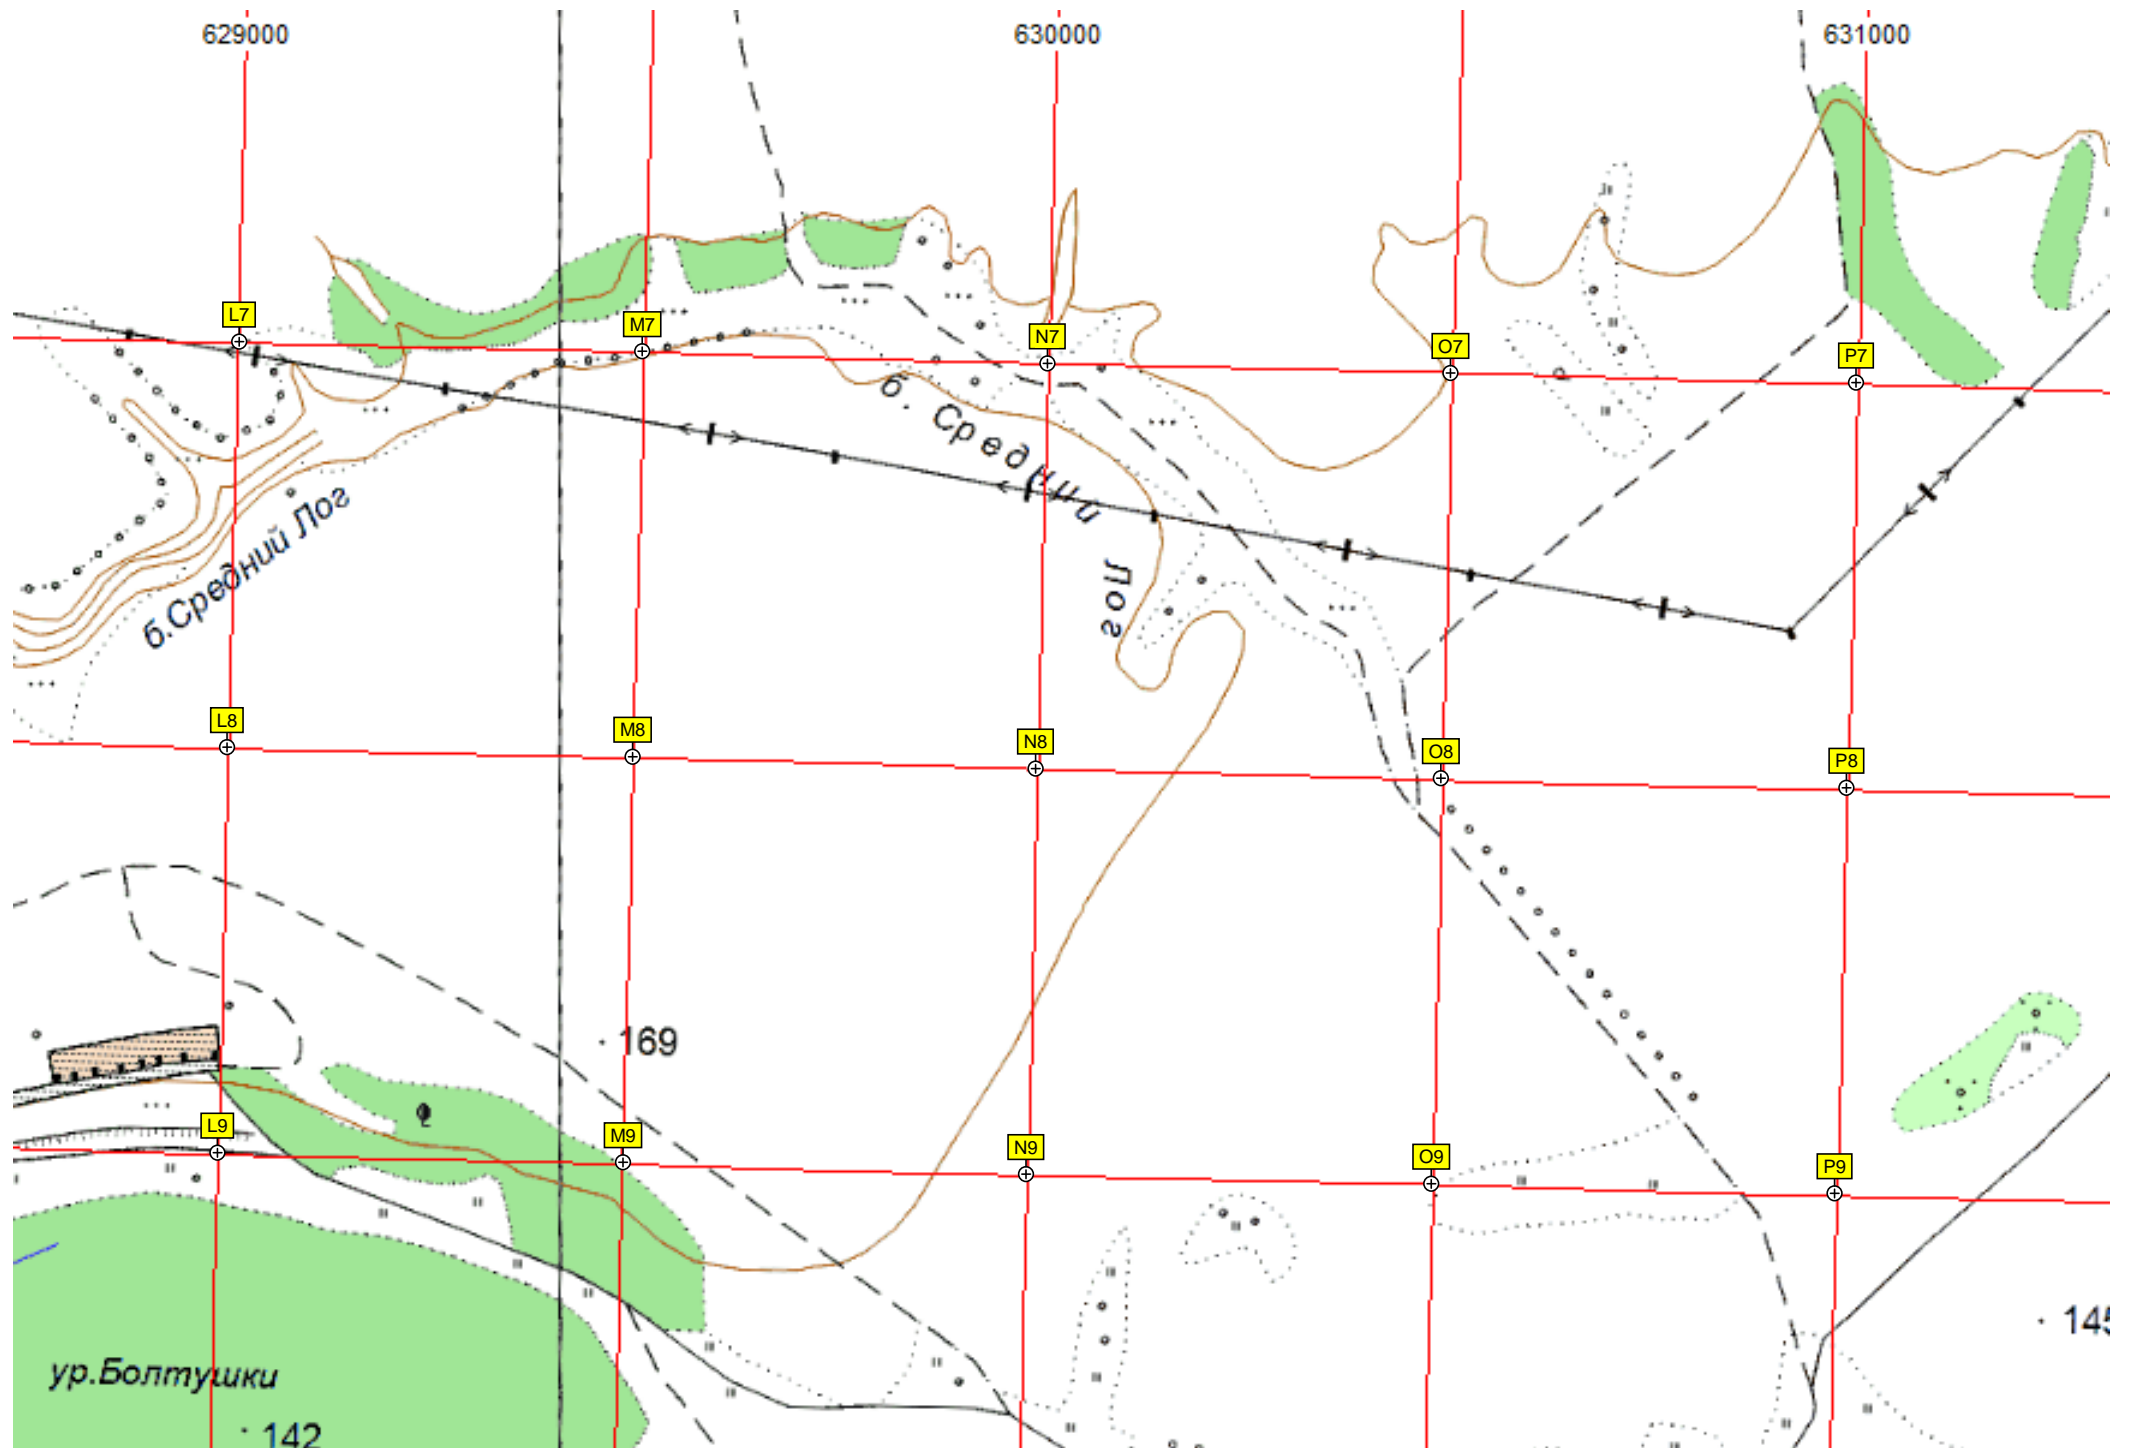 629000 630000 631000
L7 M7 N7 O7 P7
б. Средний Лог
б.Средний Лог
L8 M8 N8 O8 P8
169
L9 M9 N9 O9 P9
145
ур.Болтушки
142